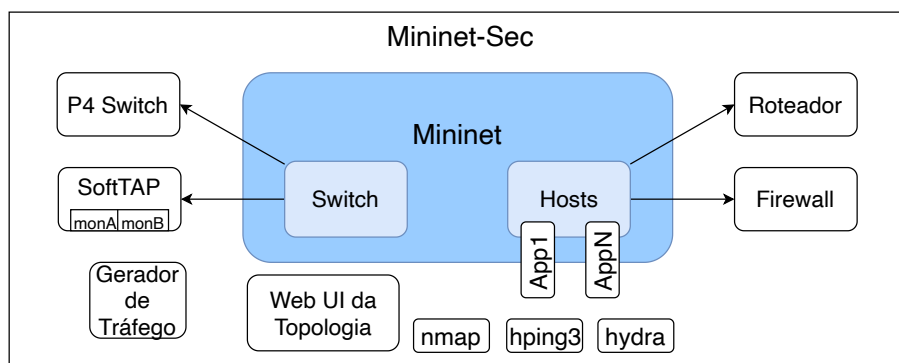 Mininet-Sec
P4 Switch
Mininet
Roteador
SoftTAP
monA monB
Switch
Hosts
Firewall
App1
AppN
Gerador
de
Tráfego
Web UI da
Topologia
nmap
hping3
hydra